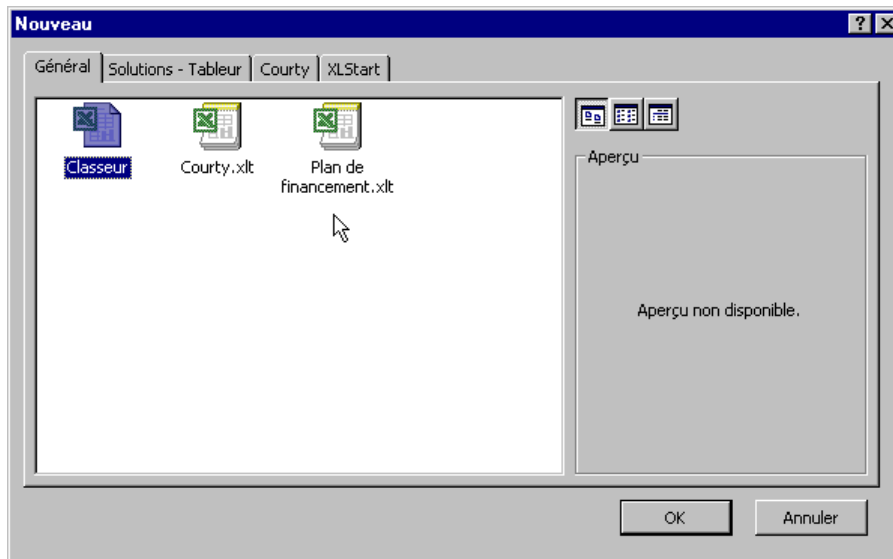 Nouveau
Général
Solutions - Tableur
Courty
XLStart
Classeur
Courty.xlt
Plan de
financement.xlt
Aperçu
Aperçu non disponible.
OK
Annuler